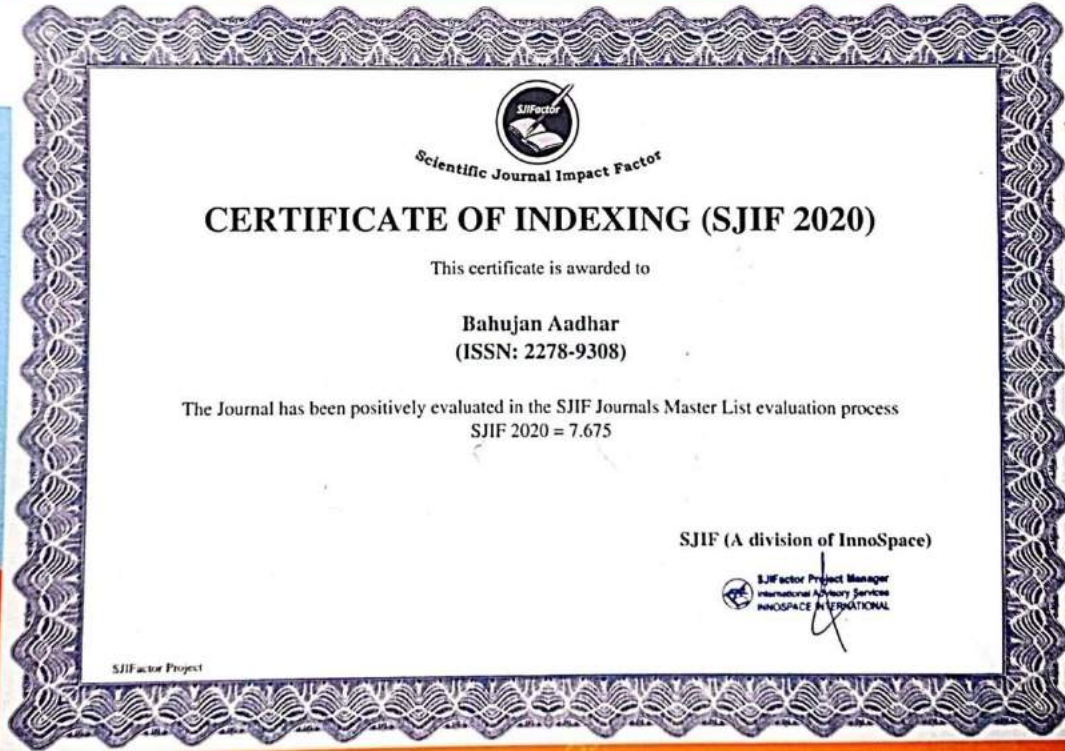 SJIFactor
Scientific Journal Impact Factor
CERTIFICATE OF INDEXING (SJIF 2020)
This certificate is awarded to
Bahujan Aadhar
(ISSN: 2278-9308)
The Journal has been positively evaluated in the SJIF Journals Master List evaluation process
SJIF 2020 = 7.675
SJIF (A division of InnoSpace)
SJIFactor Project Manager
International Advisory Services
INNOSPACE INTERNATIONAL
SJIFactor Project